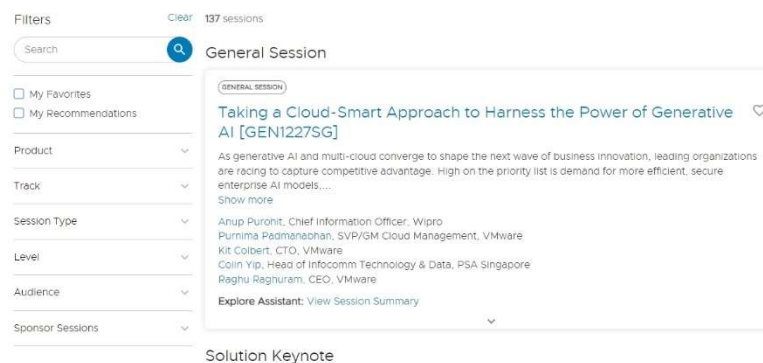 Filters
Clear
137 sessions
Search
General Session
GENERAL SESSION
My Favorites
My Recommendations
Taking a Cloud-Smart Approach to Harness the Power of Generative
AI [GEN1227SG]
Product
As generative AI and multi-cloud converge to shape the next wave of business innovation, leading organizations
are racing to capture competitive advantage. High on the priority list is demand for more efficient, secure
enterprise AI models,...
Show more
Track
Session Type
Anup Purohit, Chief Information Officer, Wipro
Purnima Padmanabhan, SVP/GM Cloud Management, VMware
Kit Colbert, CTO, VMware
Colin Yip, Head of Infocomm Technology & Data, PSA Singapore
Raghu Raghuram, CEO, VMware
Level
Audience
Explore Assistant: View Session Summary
Sponsor Sessions
Solution Keynote